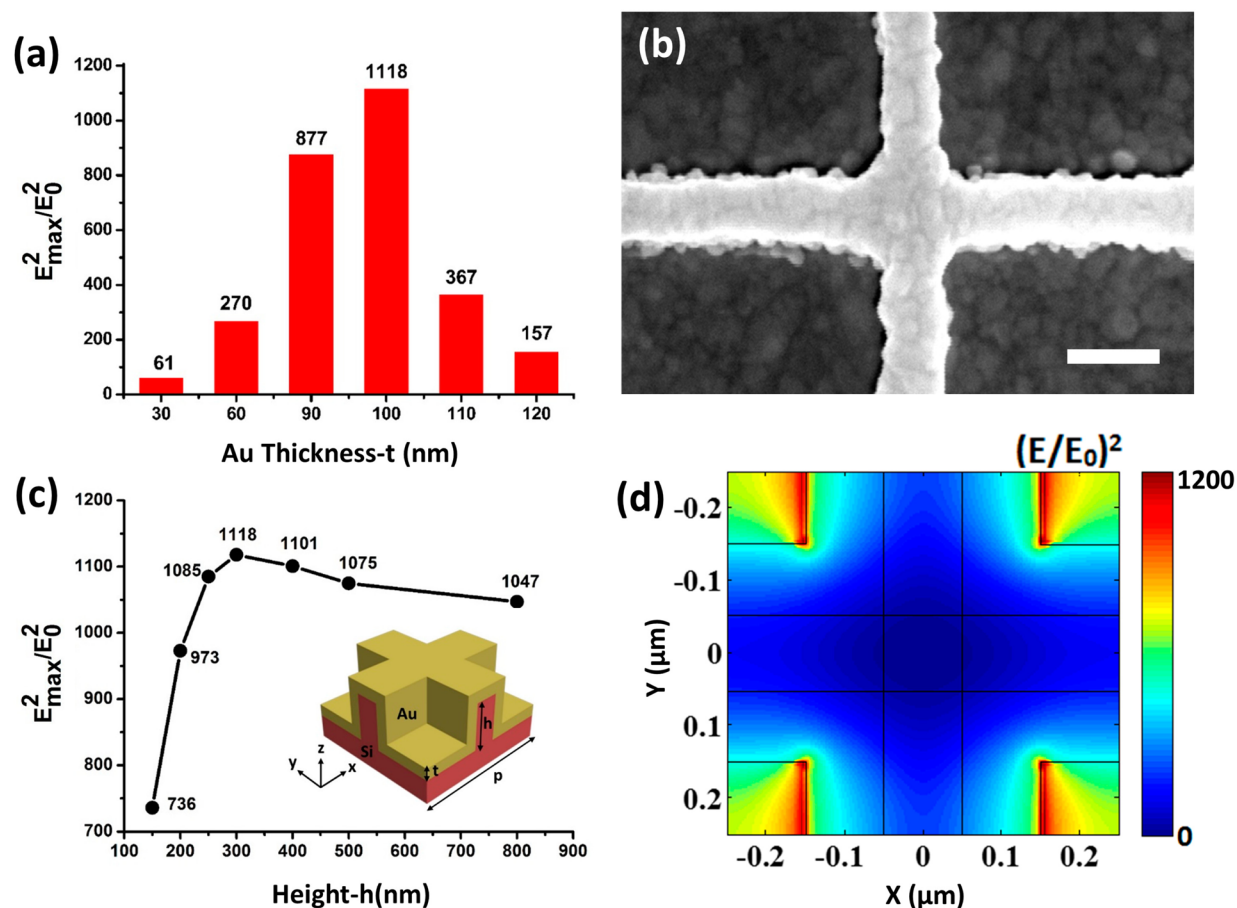 (a)
1200
1000
800
600
400
200
0
E²max/E²0
61
270
877
1118
367
157
30 60 90 100 110 120
Au Thickness-t (nm)
(b)
(c)
1200
1100
1000
900
800
700
E²max/E²0
736
973
1085
1118
1101
1075
1047
Au
Si
h
t
p
z
y
x
100 200 300 400 500 600 700 800 900
Height-h(nm)
(d)
(E/E₀)²
1200
0
-0.2
-0.1
0
0.1
0.2
Y (μm)
-0.2 -0.1 0 0.1 0.2
X (μm)